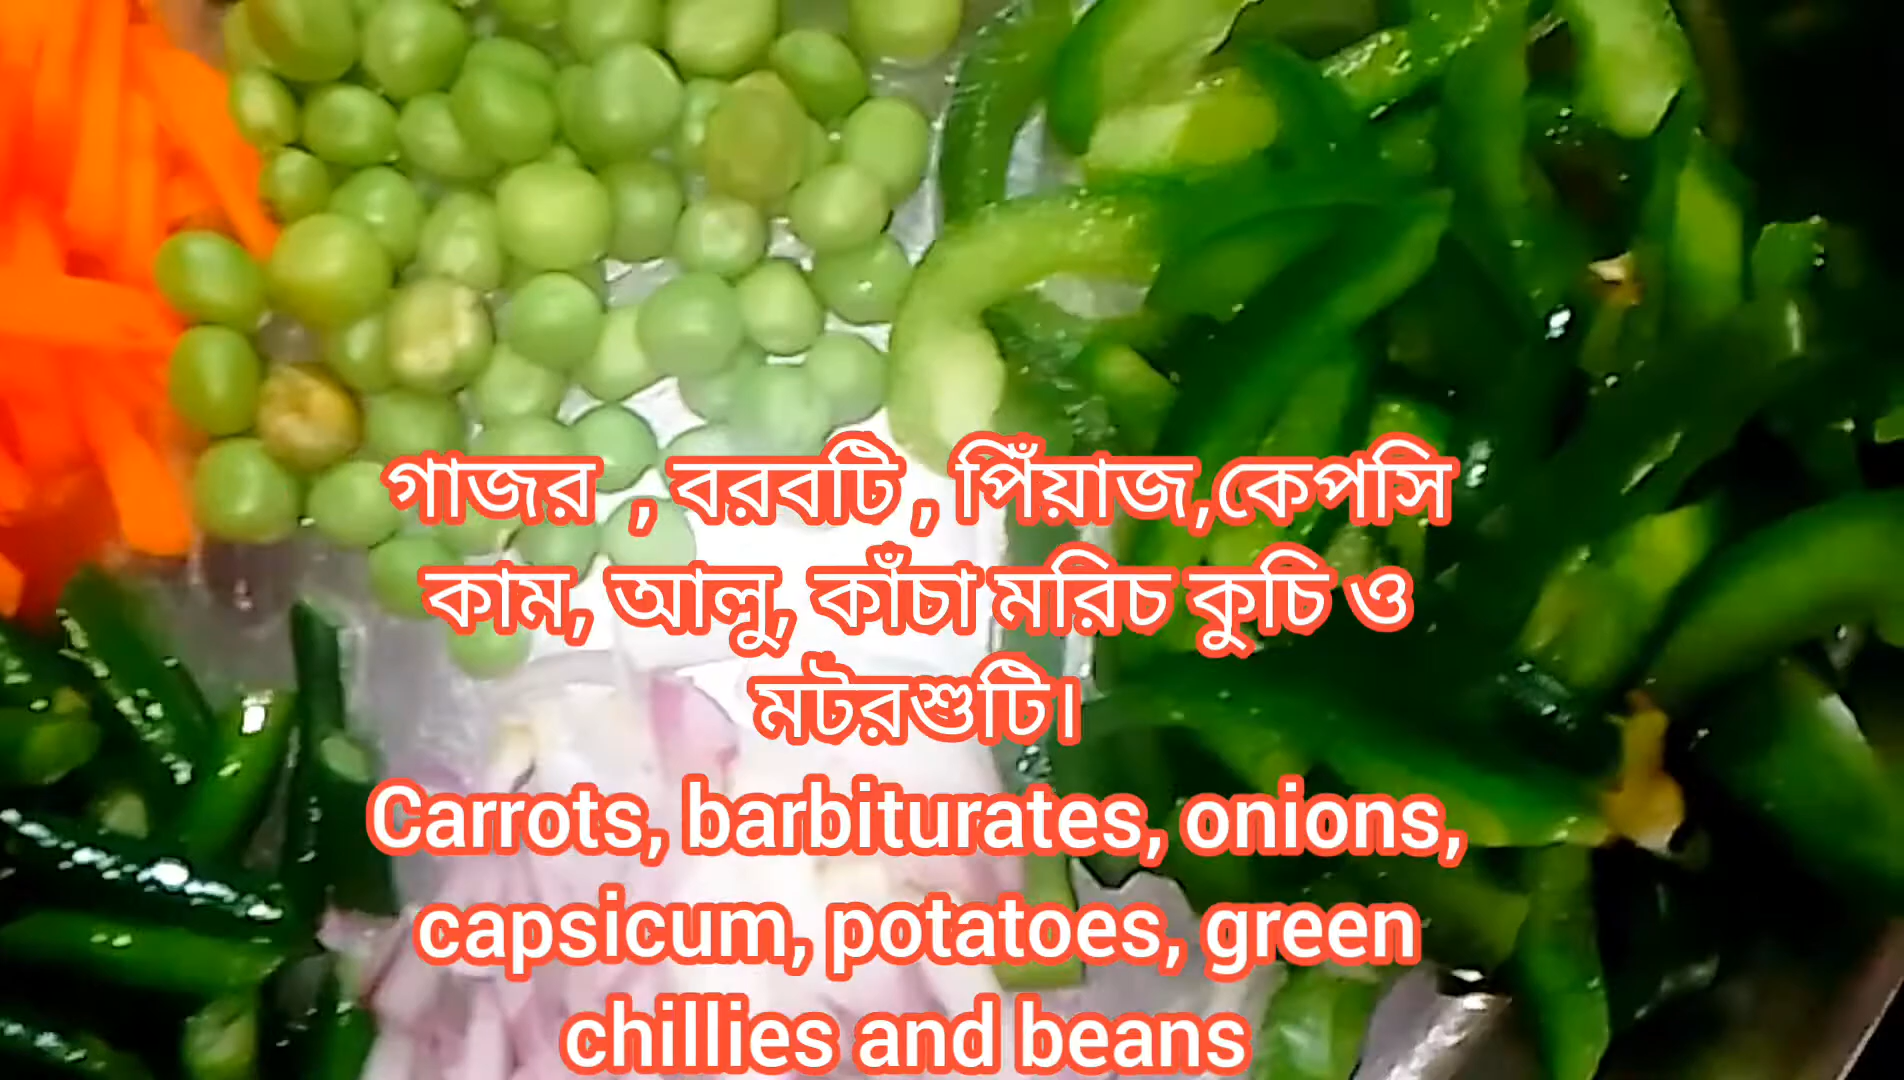 গাজর , বরবটি , পিঁয়াজ,কেপসি
কাম, আলু, কাঁচা মরিচ কুচি ও
মটরশুটি।
Carrots, barbiturates, onions,
capsicum, potatoes, green
chillies and beans